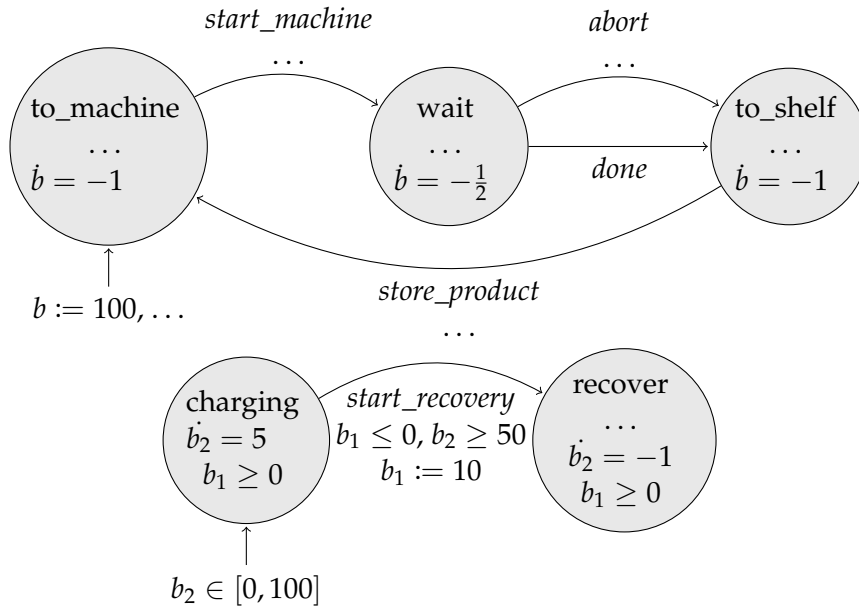 start_machine
...
abort
...
to_machine
...
ḃ = −1
wait
...
ḃ = −½
to_shelf
...
ḃ = −1
done
b := 100, ...
store_product
...
charging
ḃ₂ = 5
b₁ ≥ 0
start_recovery
b₁ ≤ 0, b₂ ≥ 50
b₁ := 10
recover
...
ḃ₂ = −1
b₁ ≥ 0
b₂ ∈ [0, 100]